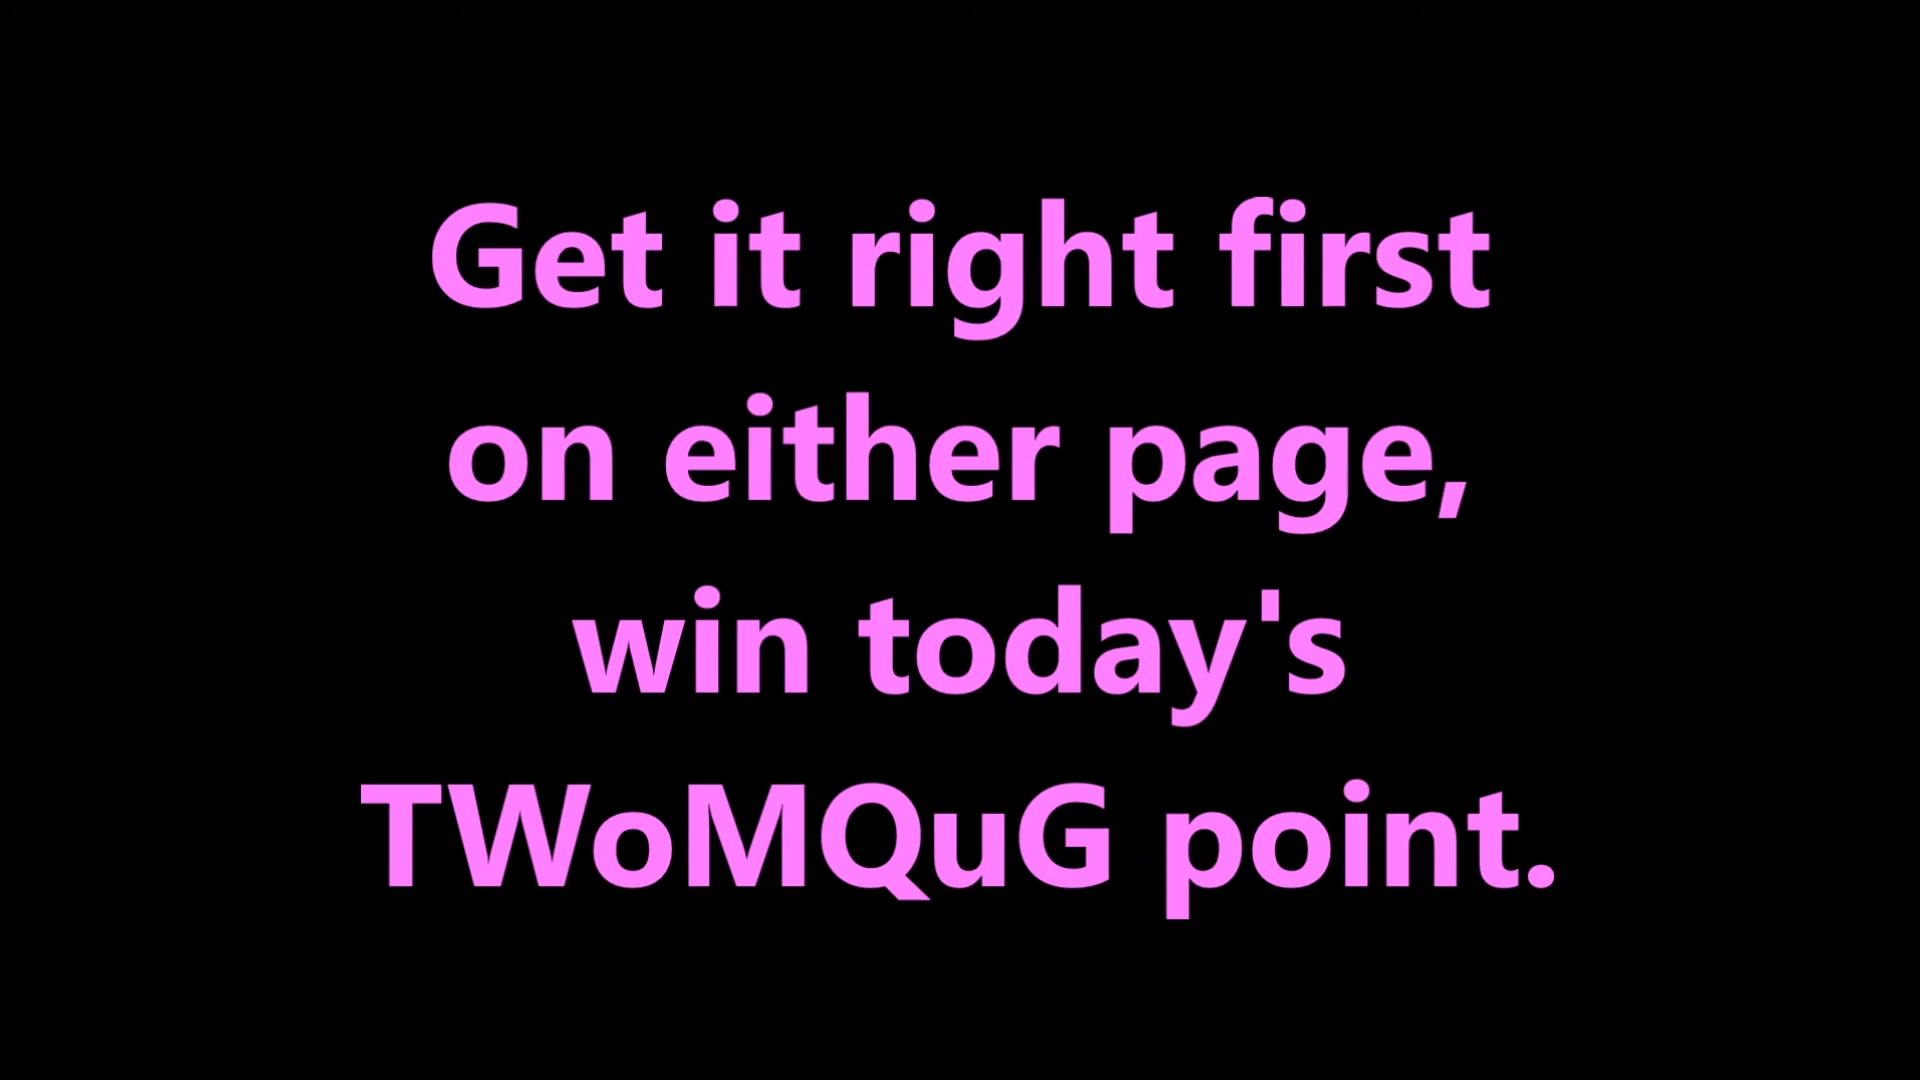 Get it right first
on either page,
win today's
TWoMQuG point.